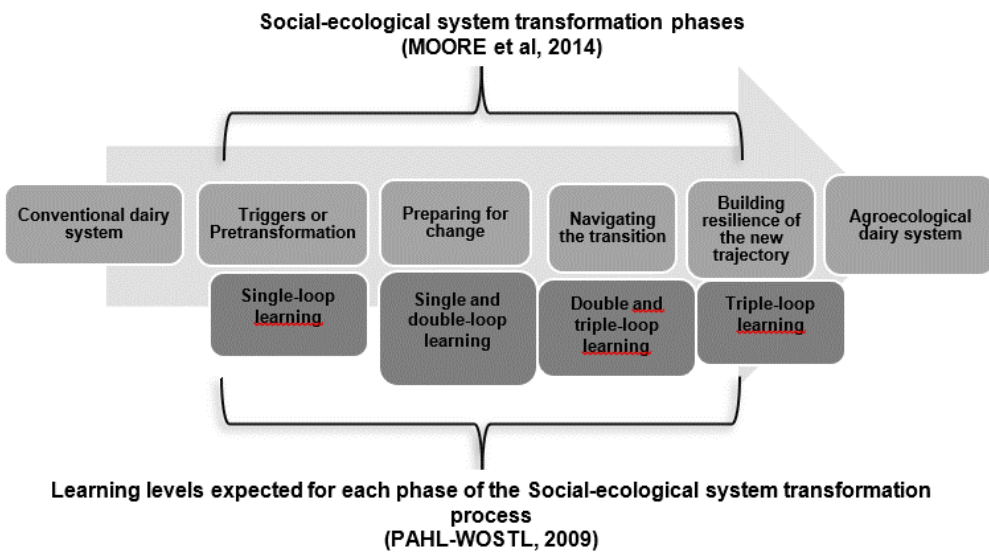 Social-ecological system transformation phases
(MOORE et al, 2014)
Conventional dairy
system
Triggers or
Pretransformation
Preparing for
change
Navigating
the transition
Building
resilience of
the new
trajectory
Agroecological
dairy system
Single-loop
learning
Single and
double-loop
learning
Double and
triple-loop
learning
Triple-loop
learning
Learning levels expected for each phase of the Social-ecological system transformation
process
(PAHL-WOSTL, 2009)